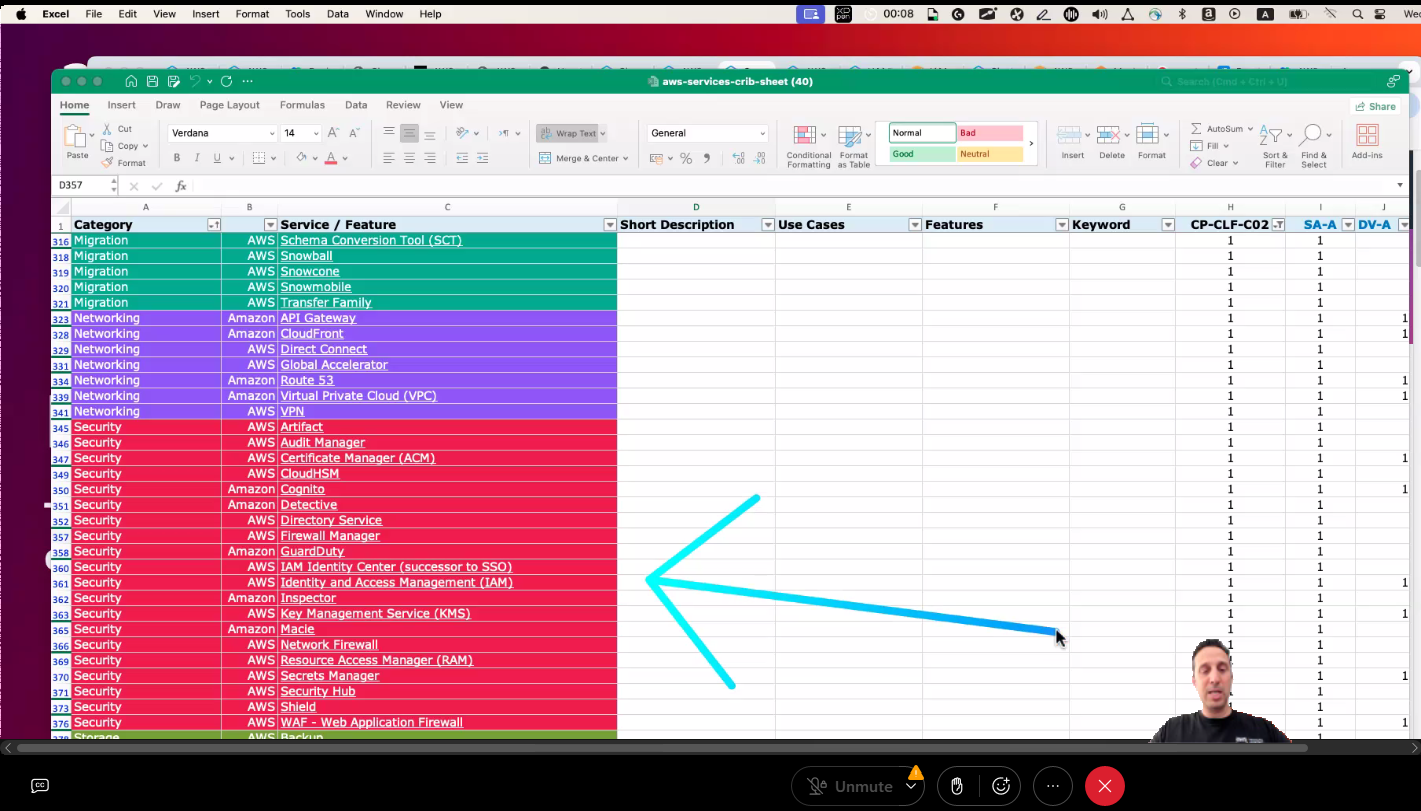 Excel File Edit View Insert Format Tools Data Window Help 00:08 A Wed
aws-services-crib-sheet (40) Search (Cmd + Ctrl + U)
Home Insert Draw Page Layout Formulas Data Review View Share
Paste Cut Copy Format Verdana 14 B I U Wrap Text Merge & Center General Conditional Formatting Format as Table Normal Bad Good Neutral Insert Delete Format AutoSum Fill Clear Sort & Filter Find & Select Add-ins
D357 fx
A B C D E F G H I J
1 Category Service / Feature Short Description Use Cases Features Keyword CP-CLF-C02 SA-A DV-A
316 Migration AWS Schema Conversion Tool (SCT) 1 1
318 Migration AWS Snowball 1 1
319 Migration AWS Snowcone 1 1
320 Migration AWS Snowmobile 1 1
321 Migration AWS Transfer Family 1 1
323 Networking Amazon API Gateway 1 1 1
328 Networking Amazon CloudFront 1 1 1
329 Networking AWS Direct Connect 1 1
331 Networking AWS Global Accelerator 1 1
334 Networking Amazon Route 53 1 1 1
339 Networking Amazon Virtual Private Cloud (VPC) 1 1 1
341 Networking AWS VPN 1 1
345 Security AWS Artifact 1 1
346 Security AWS Audit Manager 1 1
347 Security AWS Certificate Manager (ACM) 1 1 1
349 Security AWS CloudHSM 1 1
350 Security Amazon Cognito 1 1 1
351 Security Amazon Detective 1 1
352 Security AWS Directory Service 1 1
357 Security AWS Firewall Manager 1 1
358 Security Amazon GuardDuty 1 1
360 Security AWS IAM Identity Center (successor to SSO) 1 1
361 Security AWS Identity and Access Management (IAM) 1 1 1
362 Security Amazon Inspector 1 1
363 Security AWS Key Management Service (KMS) 1 1 1
365 Security Amazon Macie 1 1
366 Security AWS Network Firewall 1 1
369 Security AWS Resource Access Manager (RAM) 1
370 Security AWS Secrets Manager 1 1
371 Security AWS Security Hub 1
373 Security AWS Shield 1
376 Security AWS WAF - Web Application Firewall 1 1
378 Storage AWS Backup
CC Unmute